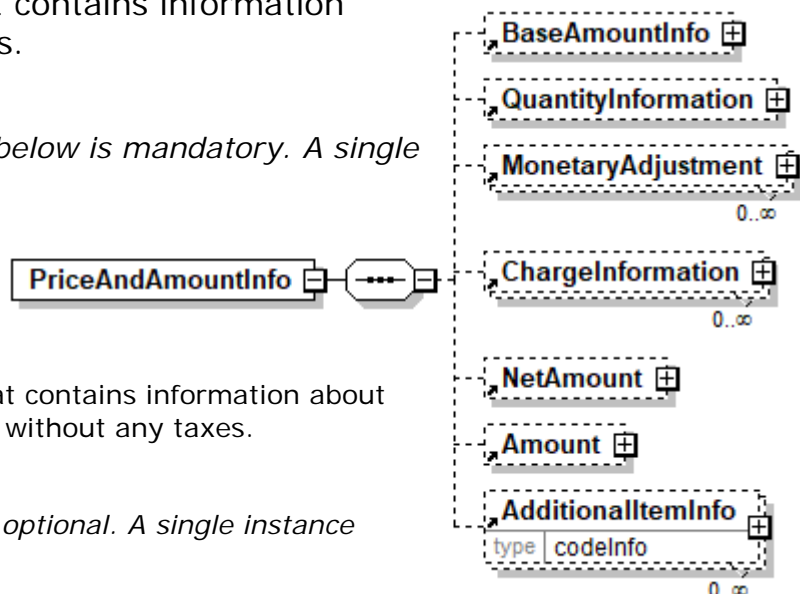 contains information
s.
below is mandatory. A single
at contains information about
without any taxes.
optional. A single instance
PriceAndAmountInfo
BaseAmountInfo
QuantityInformation
MonetaryAdjustment
0..∞
ChargeInformation
0..∞
NetAmount
Amount
AdditionalItemInfo
type codeInfo
0..∞